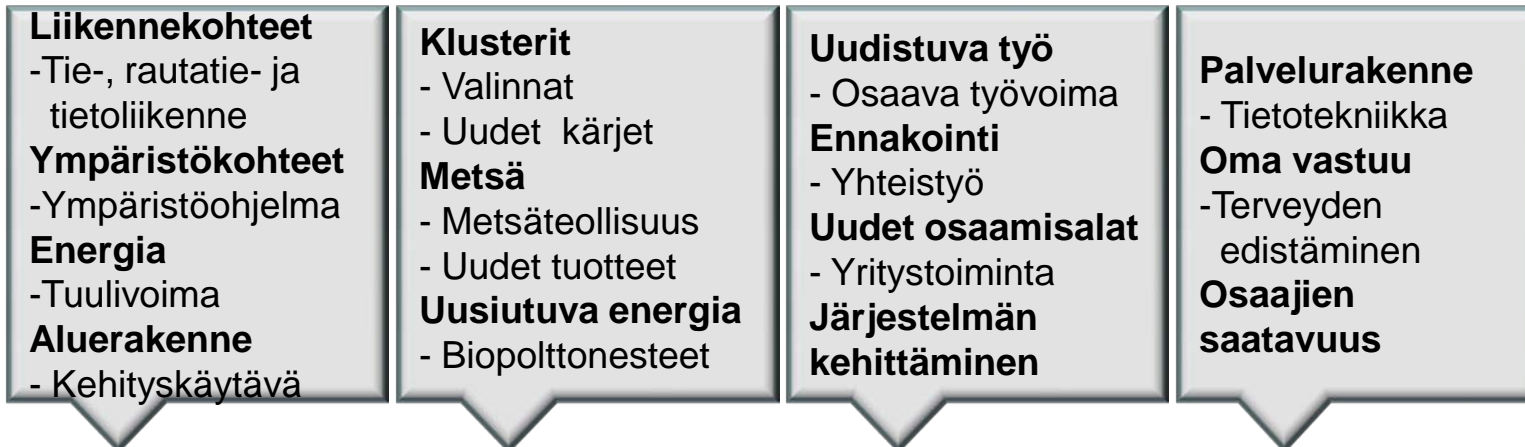 Liikennekohteet
-Tie-, rautatie- ja
tietoliikenne
Ympäristökohteet
-Ympäristöohjelma
Energia
-Tuulivoima
Aluerakenne
- Kehityskäytävä
Klusterit
- Valinnat
- Uudet kärjet
Metsä
- Metsäteollisuus
- Uudet tuotteet
Uusiutuva energia
- Biopolttonesteet
Uudistuva työ
- Osaava työvoima
Ennakointi
- Yhteistyö
Uudet osaamisalat
- Yritystoiminta
Järjestelmän
kehittäminen
Palvelurakenne
- Tietotekniikka
Oma vastuu
-Terveyden
edistäminen
Osaajien
saatavuus